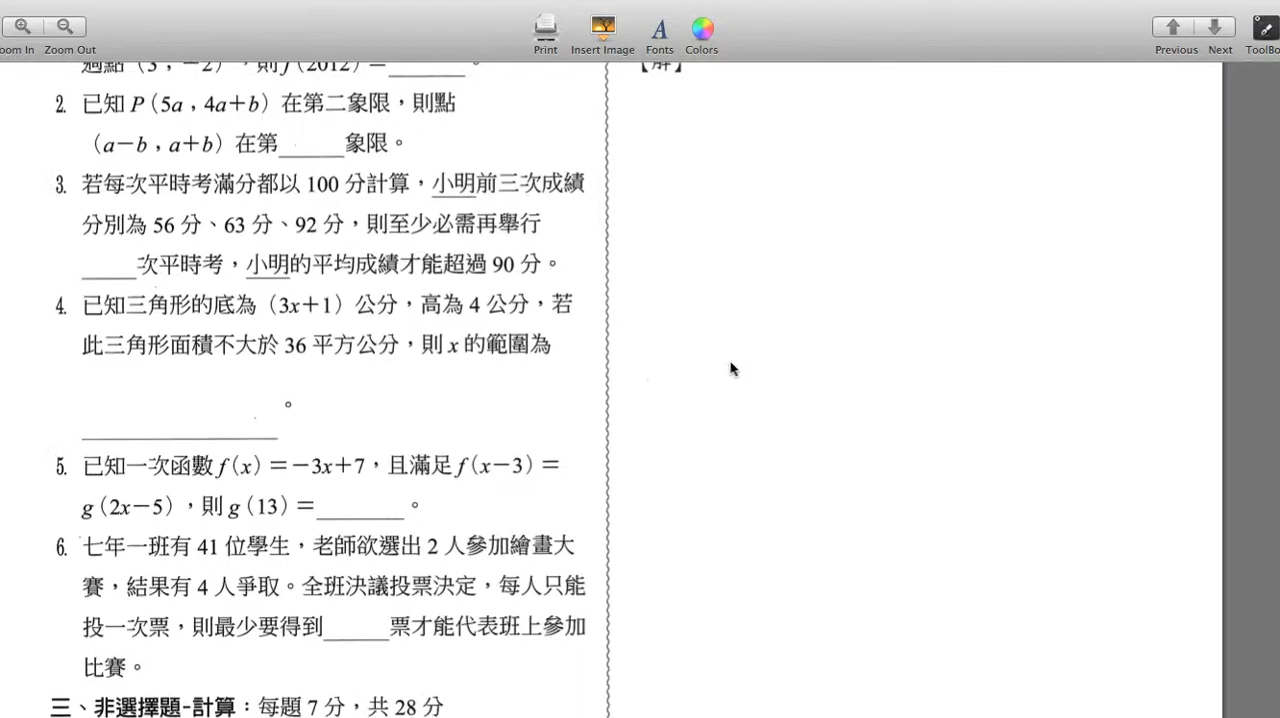 oom In
Zoom Out
Print
Insert Image
Fonts
Colors
Previous
Next
ToolBo
過點（3，−2），則 f（2012）＝______。
2. 已知 P（5a，4a＋b）在第二象限，則點
（a−b，a＋b）在第______象限。
3. 若每次平時考滿分都以 100 分計算，小明前三次成績
分別為 56 分、63 分、92 分，則至少必需再舉行
_____次平時考，小明的平均成績才能超過 90 分。
4. 已知三角形的底為（3x＋1）公分，高為 4 公分，若
此三角形面積不大於 36 平方公分，則 x 的範圍為
__________________。
5. 已知一次函數 f（x）＝−3x＋7，且滿足 f（x−3）＝
g（2x−5），則 g（13）＝________。
6. 七年一班有 41 位學生，老師欲選出 2 人參加繪畫大
賽，結果有 4 人爭取。全班決議投票決定，每人只能
投一次票，則最少要得到______票才能代表班上參加
比賽。
三、非選擇題-計算：每題 7 分，共 28 分
【解】